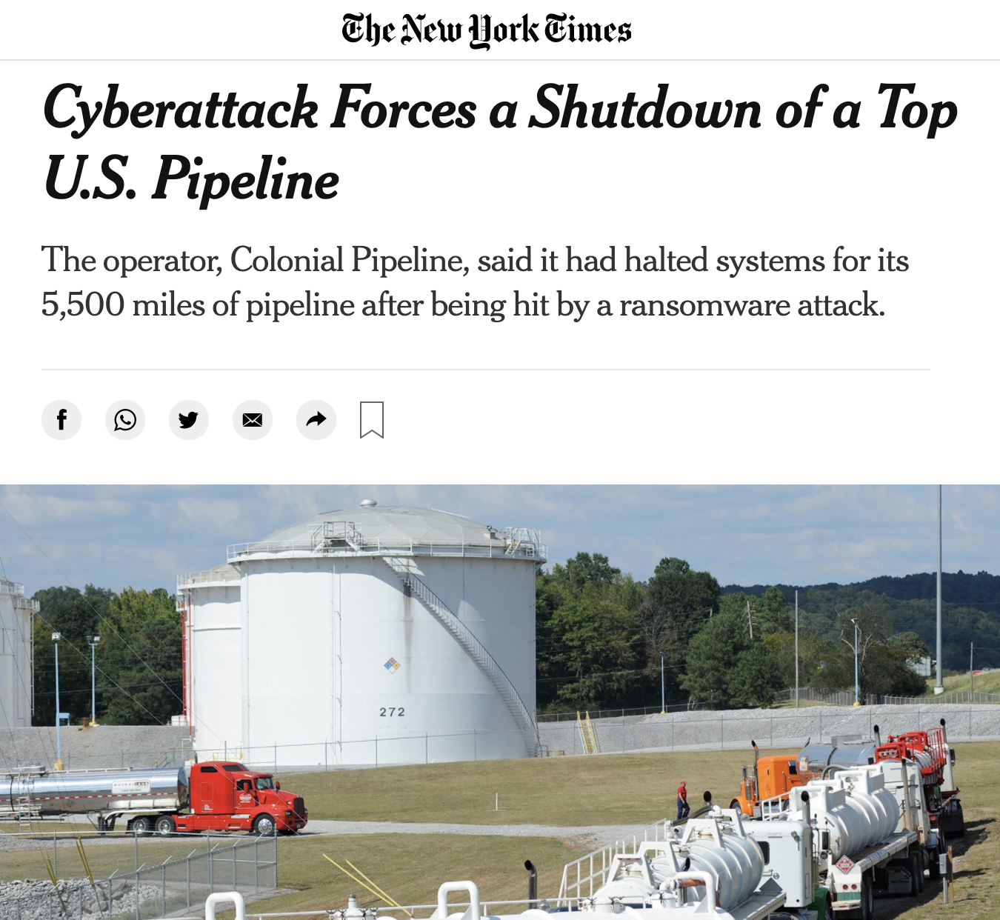 The New York Times
Cyberattack Forces a Shutdown of a Top
U.S. Pipeline
The operator, Colonial Pipeline, said it had halted systems for its
5,500 miles of pipeline after being hit by a ransomware attack.
272